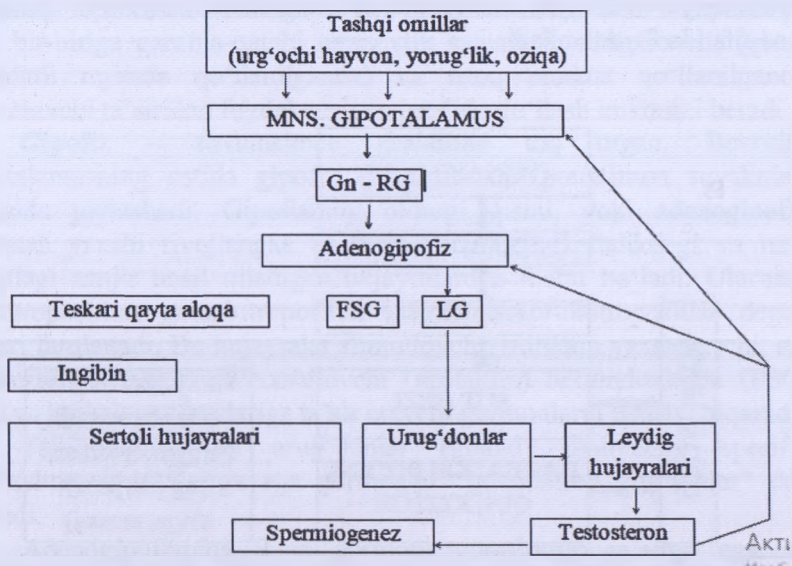 Tashqi omillar
(urg‘ochi hayvon, yorug‘lik, oziqa)
MNS. GIPOTALAMUS
Gn - RG
Adenogipofiz
Teskari qayta aloqa
FSG
LG
Ingibin
Sertoli hujayralari
Urug‘donlar
Leydig
hujayralari
Spermiogenez
Testosteron